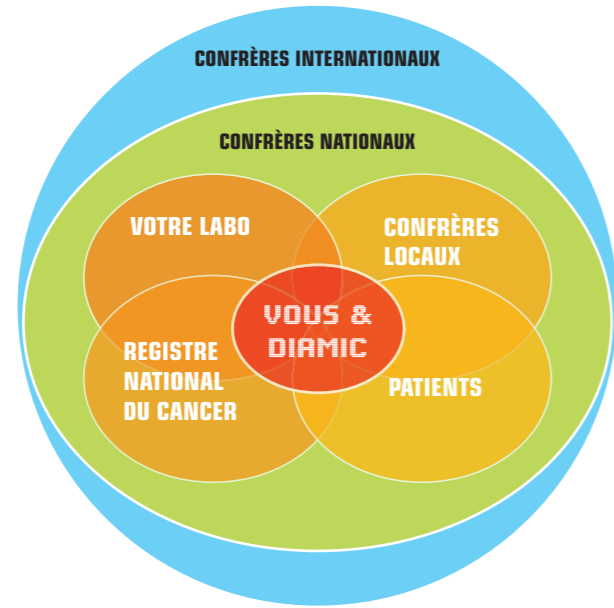 CONFRÈRES INTERNATIONAUX
CONFRÈRES NATIONAUX
VOTRE LABO
CONFRÈRES
LOCAUX
VOUS &
DIAMIC
REGISTRE
NATIONAL
DU CANCER
PATIENTS